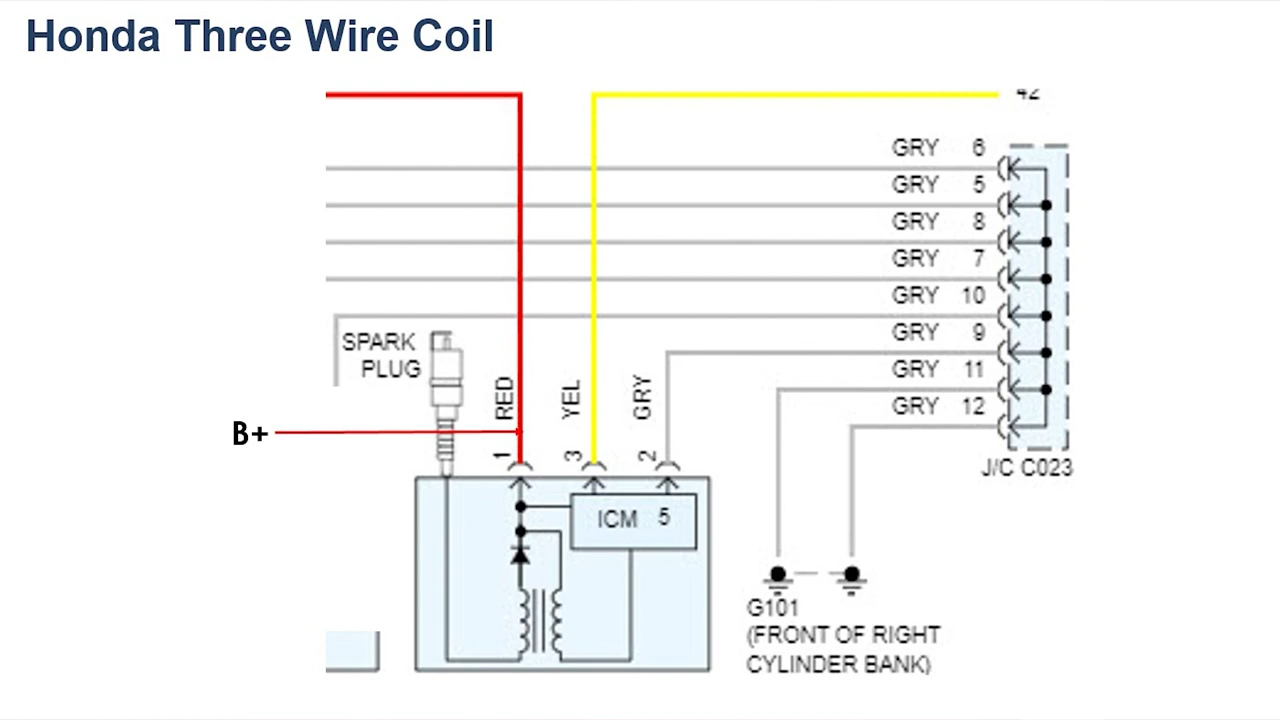 Honda Three Wire Coil
GRY 6
GRY 5
GRY 8
GRY 7
GRY 10
GRY 9
GRY 11
GRY 12
J/C C023
SPARK
PLUG
RED
YEL
GRY
B+
1
3
2
ICM 5
G101
(FRONT OF RIGHT
CYLINDER BANK)